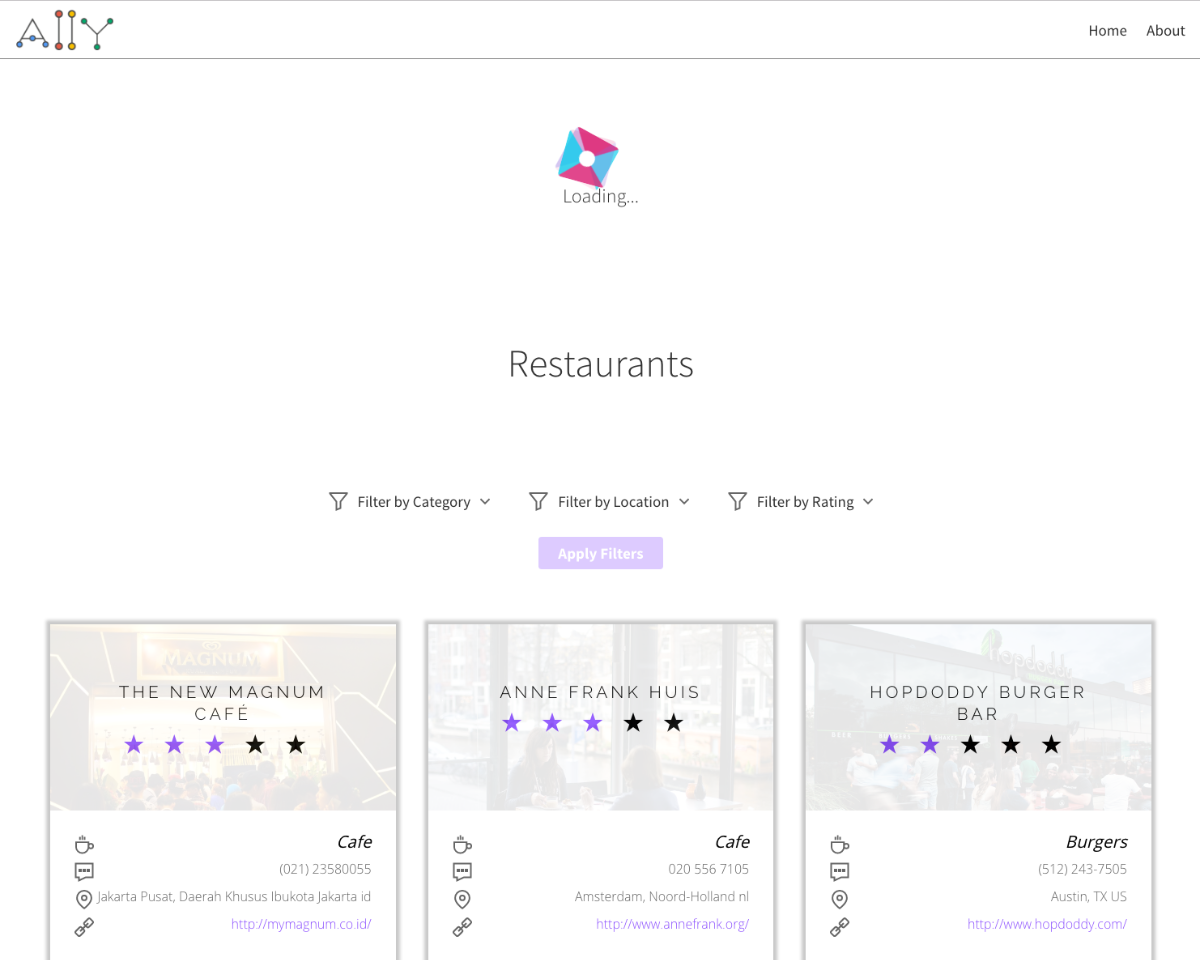 A11Y
Home
About
Loading...
Restaurants
Filter by Category
Filter by Location
Filter by Rating
Apply Filters
MAGNUM
THE NEW MAGNUM
CAFÉ
Cafe
(021) 23580055
Jakarta Pusat, Daerah Khusus Ibukota Jakarta id
http://mymagnum.co.id/
ANNE FRANK HUIS
Cafe
020 556 7105
Amsterdam, Noord-Holland nl
http://www.annefrank.org/
hopdoddy
HOPDODDY BURGER
BAR
Burgers
(512) 243-7505
Austin, TX US
http://www.hopdoddy.com/